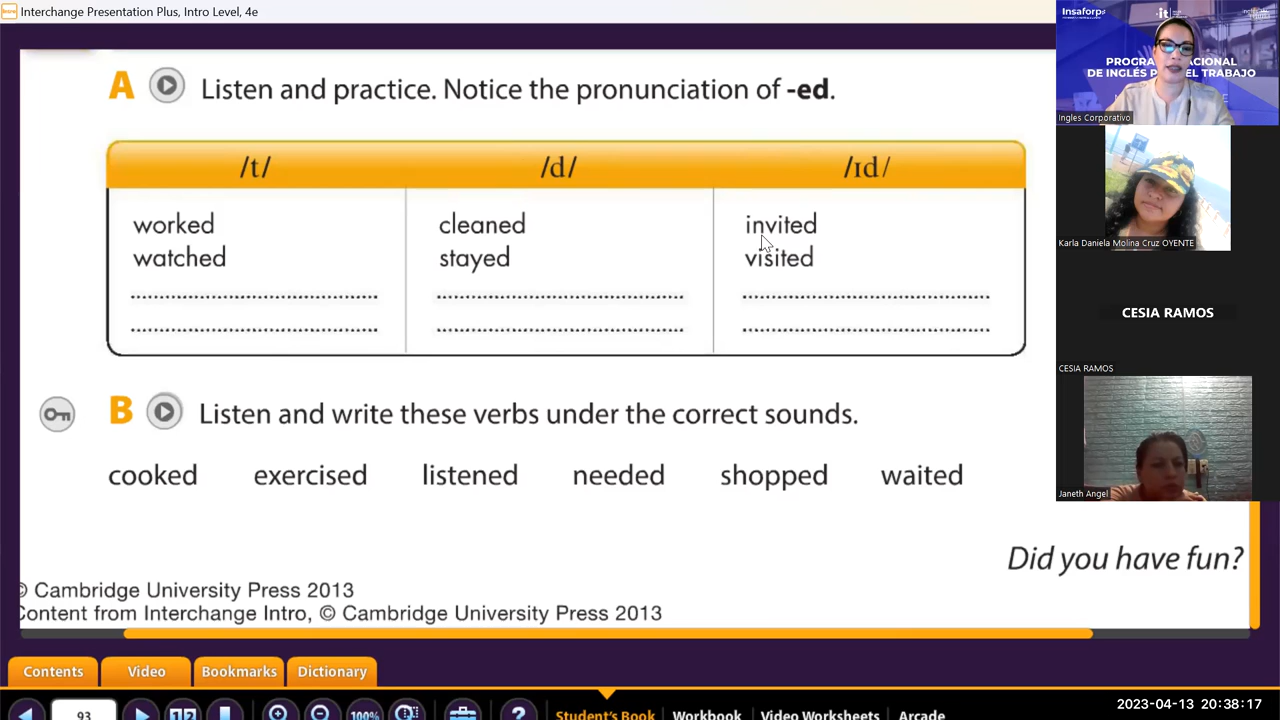 Interchange Presentation Plus, Intro Level, 4e
A Listen and practice. Notice the pronunciation of -ed.
/t/ /d/ /ɪd/
worked cleaned invited
watched stayed visited
B Listen and write these verbs under the correct sounds.
cooked exercised listened needed shopped waited
Did you have fun?
© Cambridge University Press 2013
Content from Interchange Intro, © Cambridge University Press 2013
Contents Video Bookmarks Dictionary
93 1 2 100% ? Student's Book Workbook Video Worksheets Arcade
Insaforp
it
Ingles Corporativo
Karla Daniela Molina Cruz OYENTE
CESIA RAMOS
CESIA RAMOS
Janeth Angel
2023-04-13 20:38:17